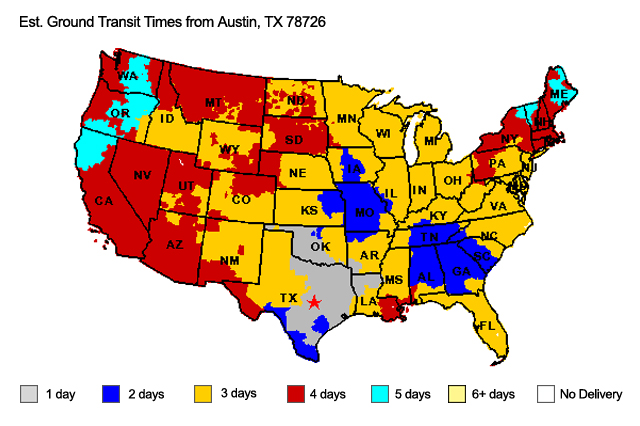 Est. Ground Transit Times from Austin, TX 78726
WA
ME
MT
ND
OR
ID
MN
NH
SD
NY
WI
MI
WY
PA
NJ
IA
NE
OH
NV
IN
IL
MD
UT
CO
CA
KS
MO
VA
KY
NC
TN
OK
AZ
NM
AR
SC
GA
AL
MS
TX
LA
FL
1 day
2 days
3 days
4 days
5 days
6+ days
No Delivery